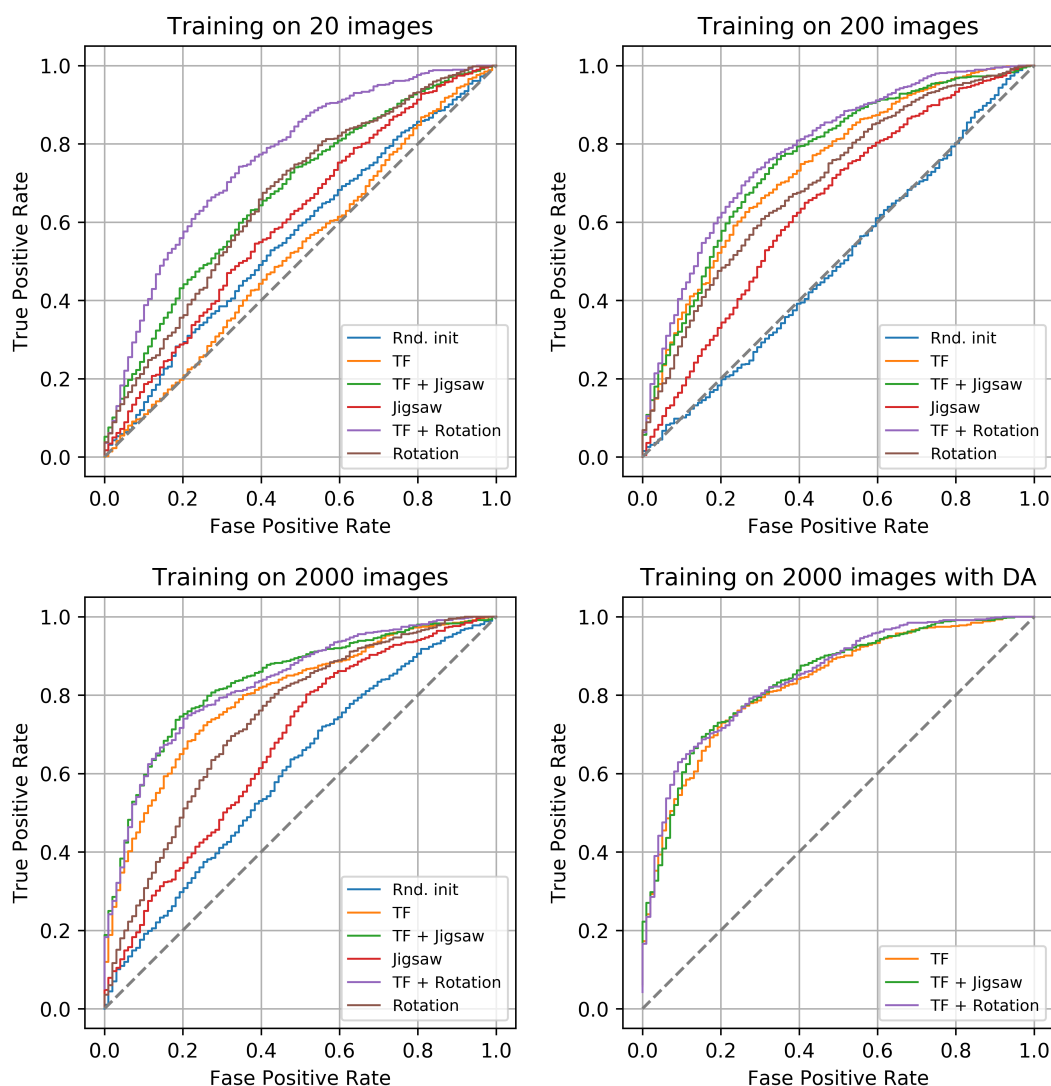 Training on 20 images
1.0
0.8
0.6
0.4
0.2
0.0
True Positive Rate
Rnd. init
TF
TF + Jigsaw
Jigsaw
TF + Rotation
Rotation
0.0 0.2 0.4 0.6 0.8 1.0
Fase Positive Rate
Training on 200 images
1.0
0.8
0.6
0.4
0.2
0.0
True Positive Rate
Rnd. init
TF
TF + Jigsaw
Jigsaw
TF + Rotation
Rotation
0.0 0.2 0.4 0.6 0.8 1.0
Fase Positive Rate
Training on 2000 images
1.0
0.8
0.6
0.4
0.2
0.0
True Positive Rate
Rnd. init
TF
TF + Jigsaw
Jigsaw
TF + Rotation
Rotation
0.0 0.2 0.4 0.6 0.8 1.0
Fase Positive Rate
Training on 2000 images with DA
1.0
0.8
0.6
0.4
0.2
0.0
True Positive Rate
TF
TF + Jigsaw
TF + Rotation
0.0 0.2 0.4 0.6 0.8 1.0
Fase Positive Rate